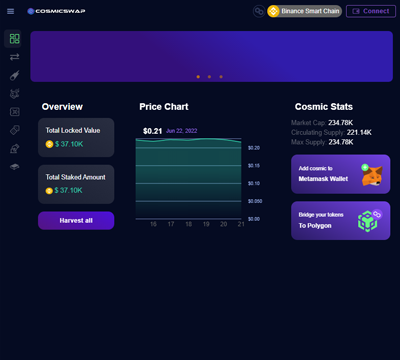 COSMICSWAP
Binance Smart Chain
Connect
Overview
Total Locked Value
$ 37.10K
Total Staked Amount
$ 37.10K
Harvest all
Price Chart
$0.21 Jun 22, 2022
$0.20
$0.15
$0.10
$0.050
$0.00
16 17 18 19 20 21
Cosmic Stats
Market Cap: 234.78K
Circulating Supply: 221.14K
Max Supply: 234.78K
Add cosmic to
Metamask Wallet
Bridge your tokens
To Polygon